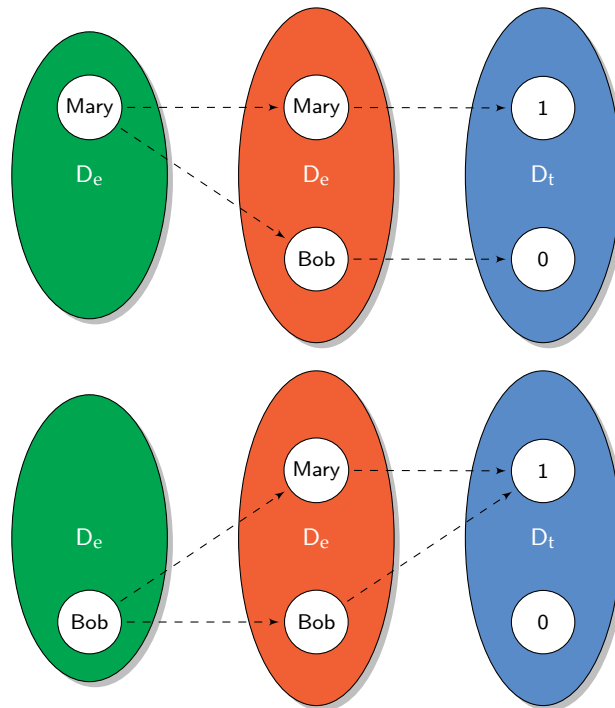 Mary Mary 1
Dₑ Dₑ Dₜ
Bob 0
Mary 1
Dₑ Dₑ Dₜ
Bob Bob 0